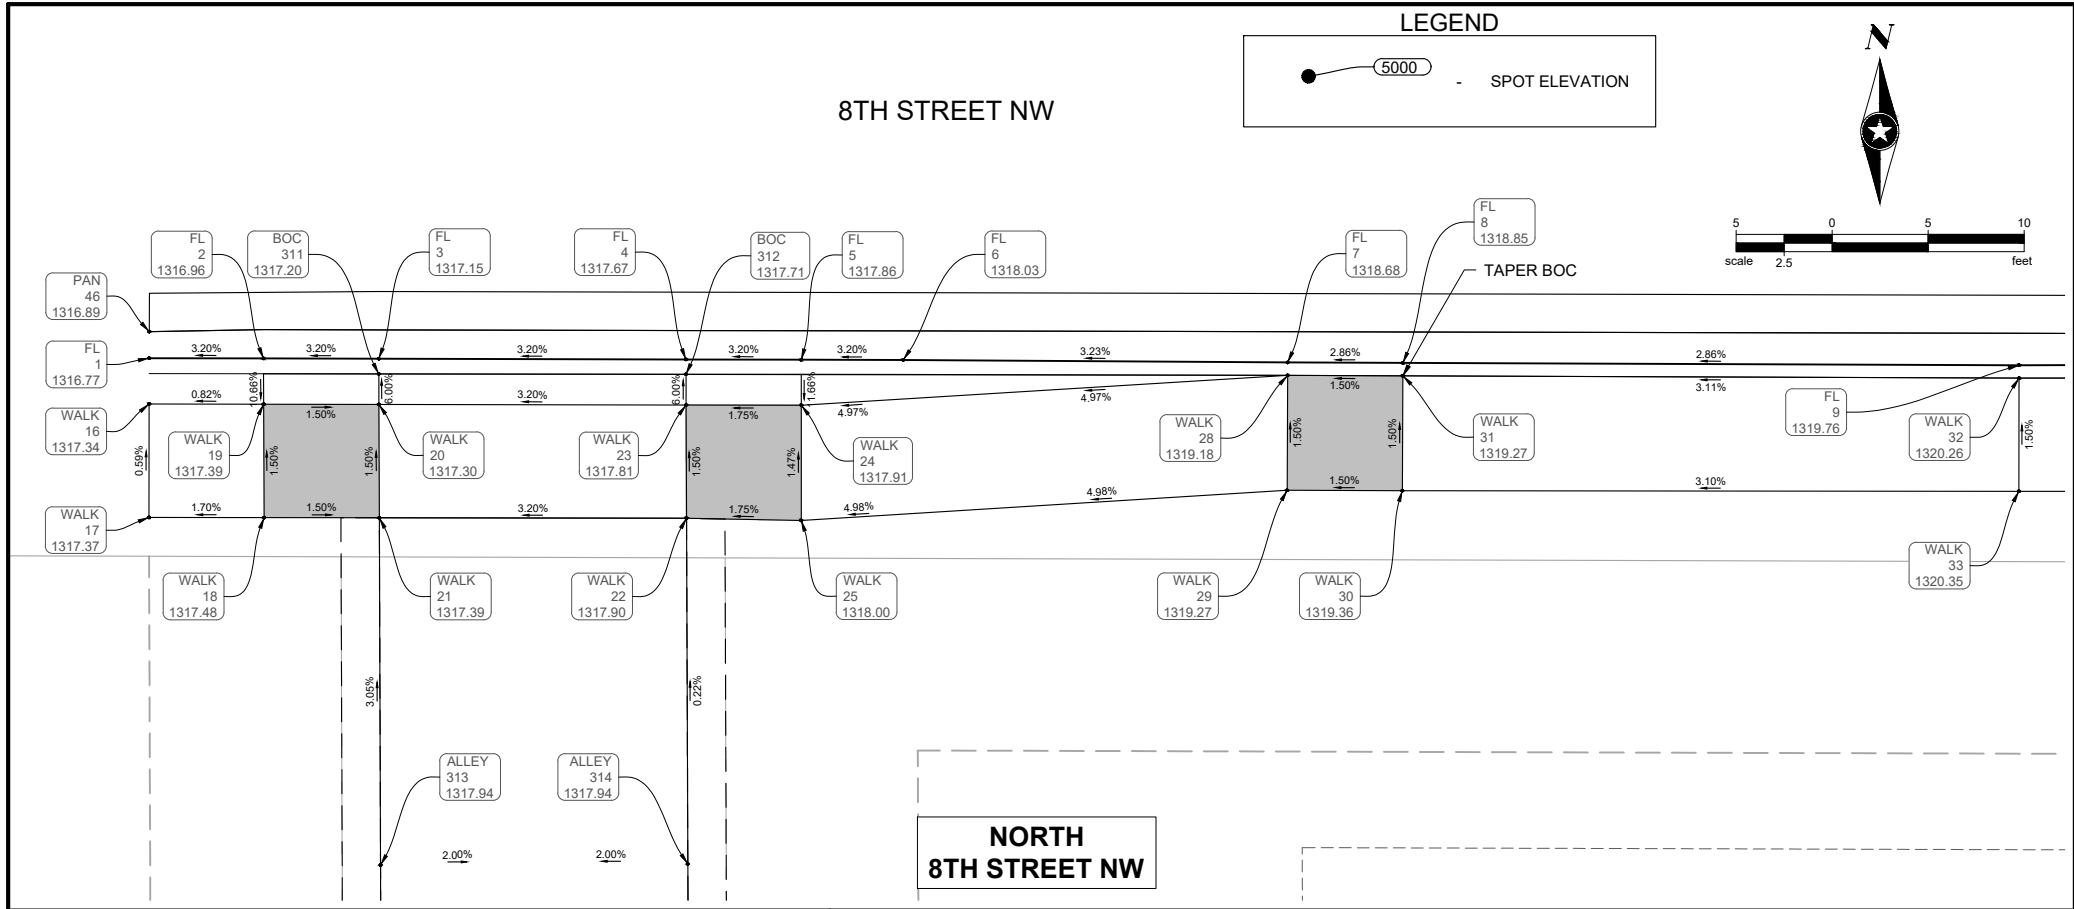 LEGEND
5000
-
SPOT ELEVATION
N
8TH STREET NW
5
0
5
10
scale
2.5
feet
FL
2
1316.96
BOC
311
1317.20
FL
3
1317.15
FL
4
1317.67
BOC
312
1317.71
FL
5
1317.86
FL
6
1318.03
FL
7
1318.68
FL
8
1318.85
TAPER BOC
PAN
46
1316.89
FL
1
1316.77
3.20%
3.20%
3.20%
3.20%
3.20%
3.23%
2.86%
2.86%
0.82%
10.66%
6.00%
3.20%
6.00%
1.66%
4.97%
4.97%
1.50%
3.11%
1.50%
1.75%
WALK
16
1317.34
WALK
19
1317.39
WALK
20
1317.30
WALK
23
1317.81
WALK
24
1317.91
WALK
28
1319.18
WALK
31
1319.27
FL
9
1319.76
WALK
32
1320.26
0.59%
1.50%
1.50%
1.50%
1.47%
1.50%
1.50%
1.50%
WALK
17
1317.37
1.70%
1.50%
3.20%
1.75%
4.98%
4.98%
1.50%
3.10%
WALK
18
1317.48
WALK
21
1317.39
WALK
22
1317.90
WALK
25
1318.00
WALK
29
1319.27
WALK
30
1319.36
WALK
33
1320.35
3.05%
0.22%
ALLEY
313
1317.94
ALLEY
314
1317.94
2.00%
2.00%
NORTH
8TH STREET NW